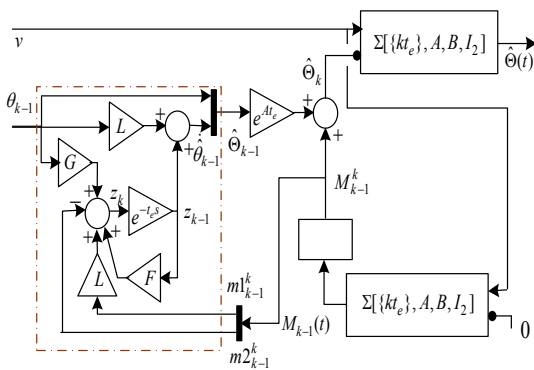 v
Σ[{kt_e}, A, B, I_2]
Θ̂(t)
Θ̂_k
θ_{k-1}
L
+
+
θ̇̂_{k-1}
Θ̂_{k-1}
e^{At_e}
+
+
G
M^k_{k-1}
−
+
z_k
e^{-t_e s}
z_{k-1}
+
+
L
F
m1^k_{k-1}
M_{k-1}(t)
m2^k_{k-1}
Σ[{kt_e}, A, B, I_2]
0